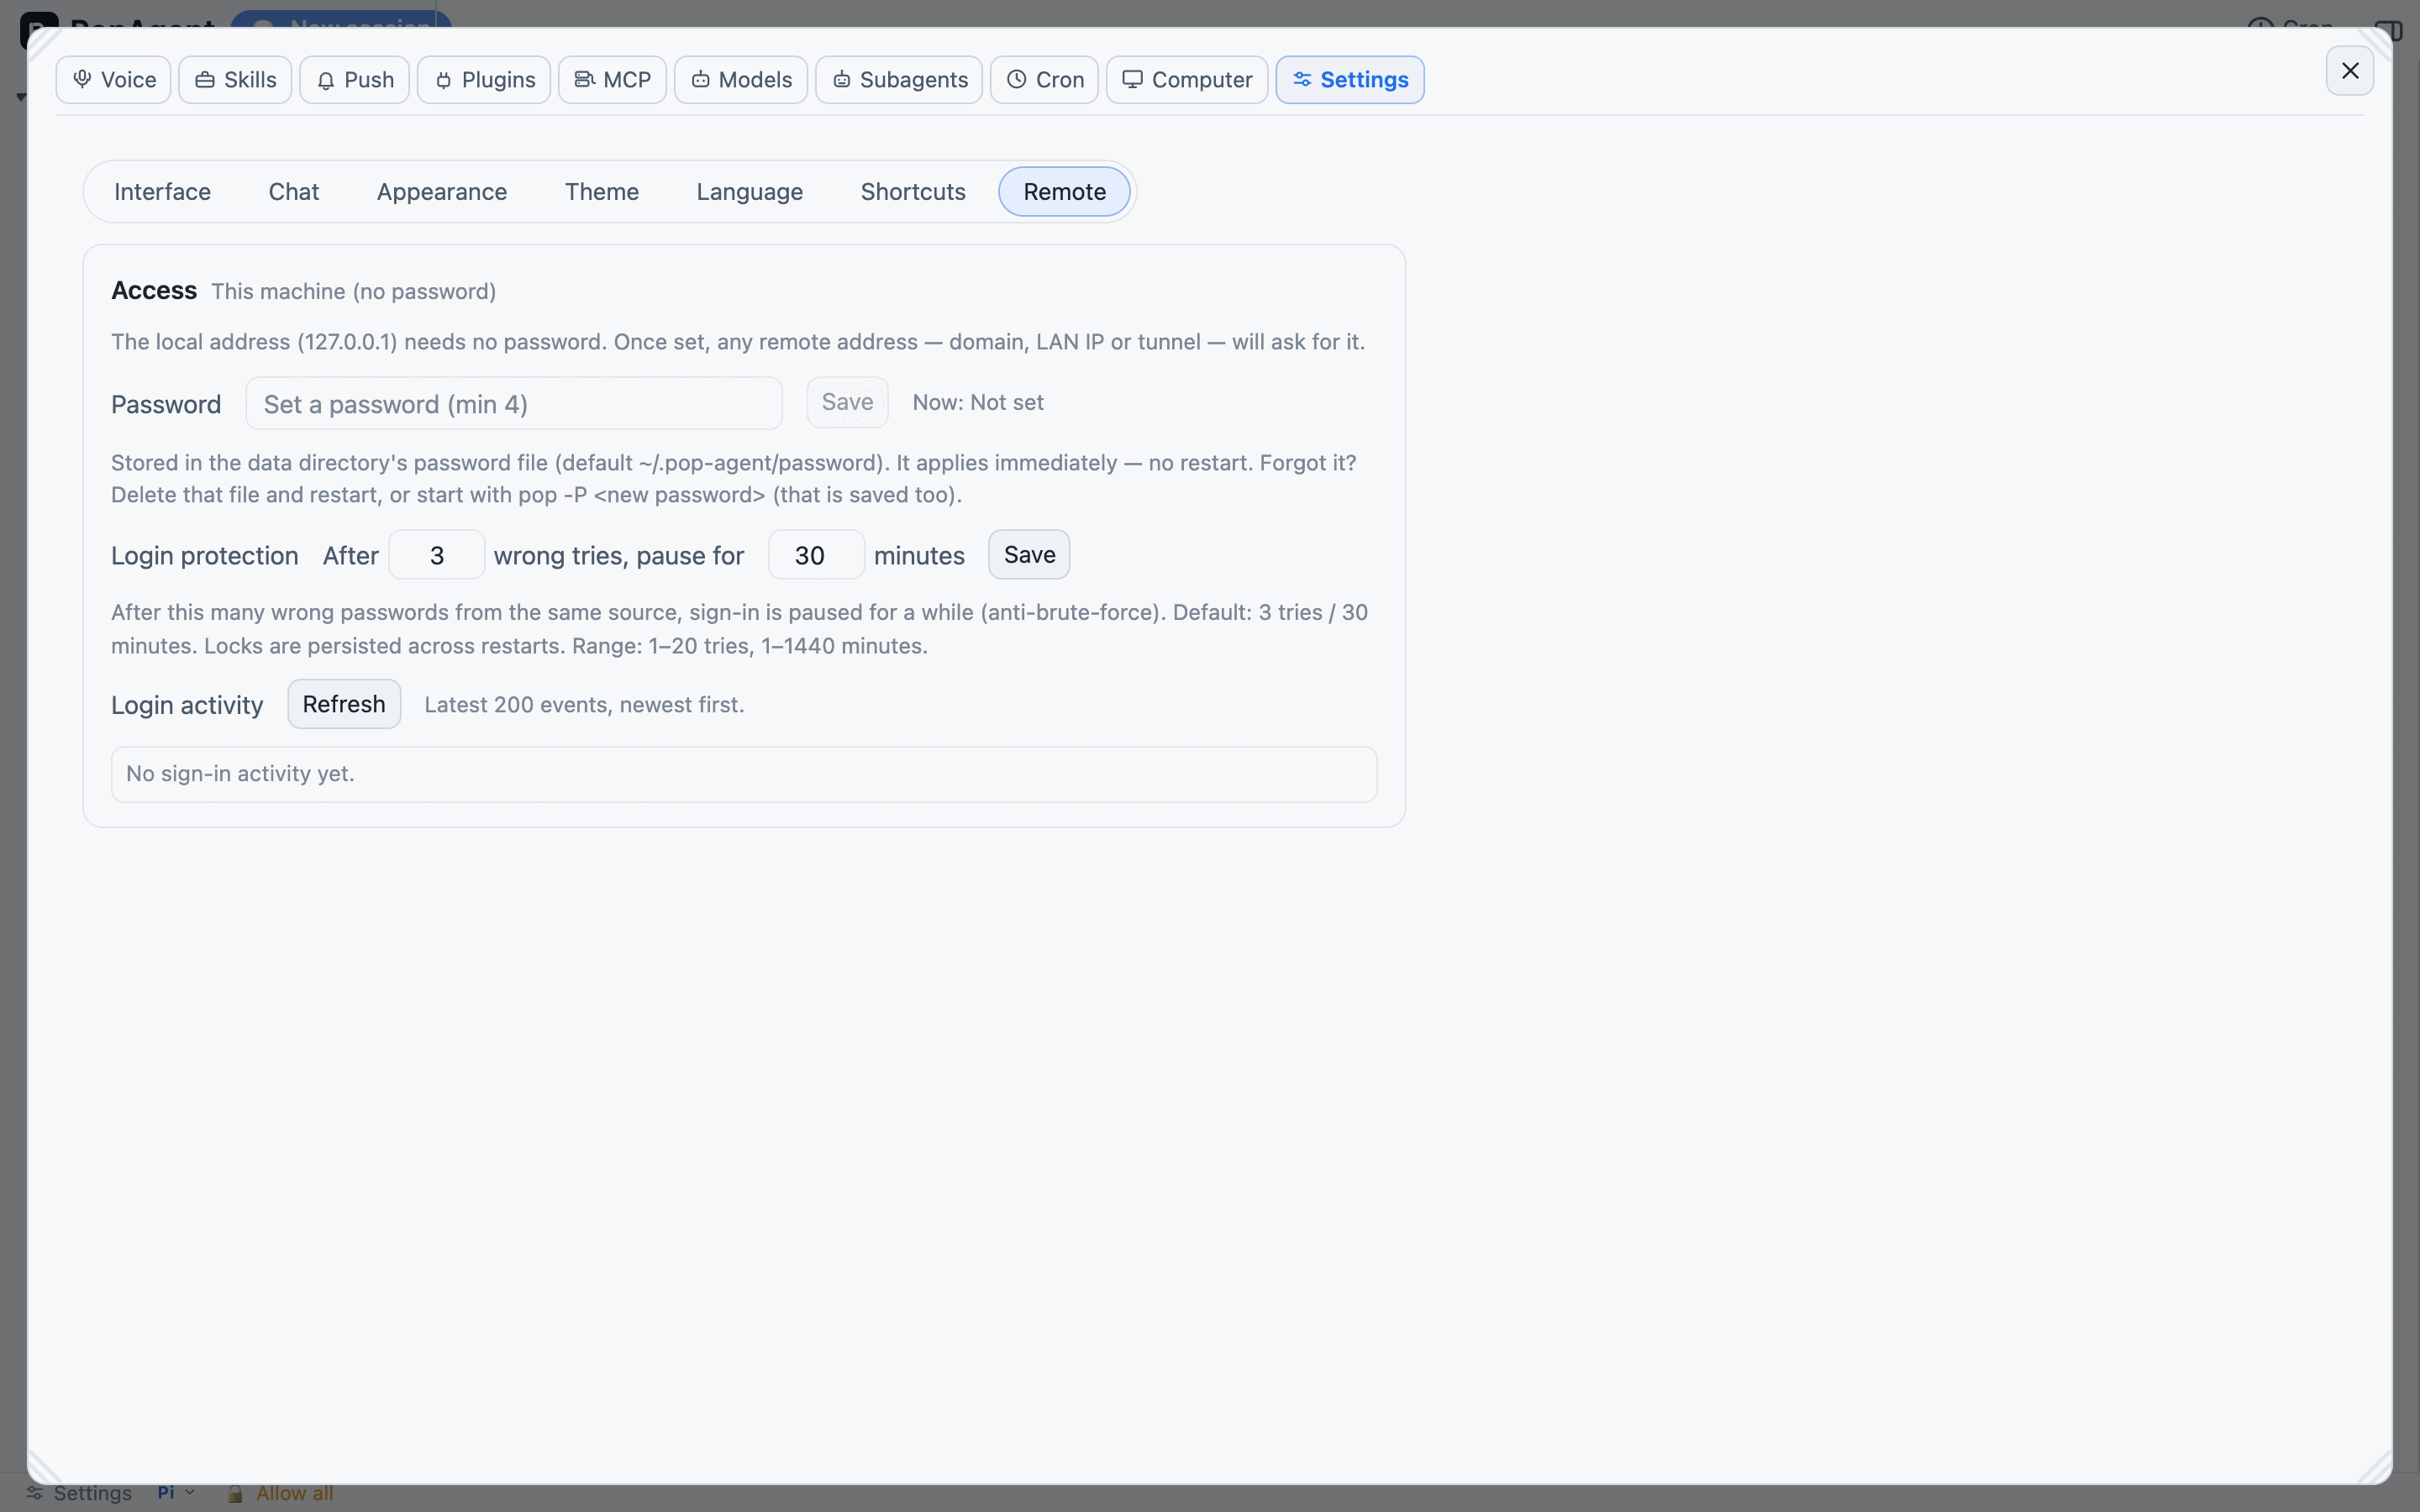 PopAgent New session Cron
Voice Skills Push Plugins MCP Models Subagents Cron Computer Settings
Interface Chat Appearance Theme Language Shortcuts Remote
Access This machine (no password)
The local address (127.0.0.1) needs no password. Once set, any remote address — domain, LAN IP or tunnel — will ask for it.
Password Set a password (min 4) Save Now: Not set
Stored in the data directory's password file (default ~/.pop-agent/password). It applies immediately — no restart. Forgot it?
Delete that file and restart, or start with pop -P <new password> (that is saved too).
Login protection After 3 wrong tries, pause for 30 minutes Save
After this many wrong passwords from the same source, sign-in is paused for a while (anti-brute-force). Default: 3 tries / 30
minutes. Locks are persisted across restarts. Range: 1–20 tries, 1–1440 minutes.
Login activity Refresh Latest 200 events, newest first.
No sign-in activity yet.
Settings Pi Allow all